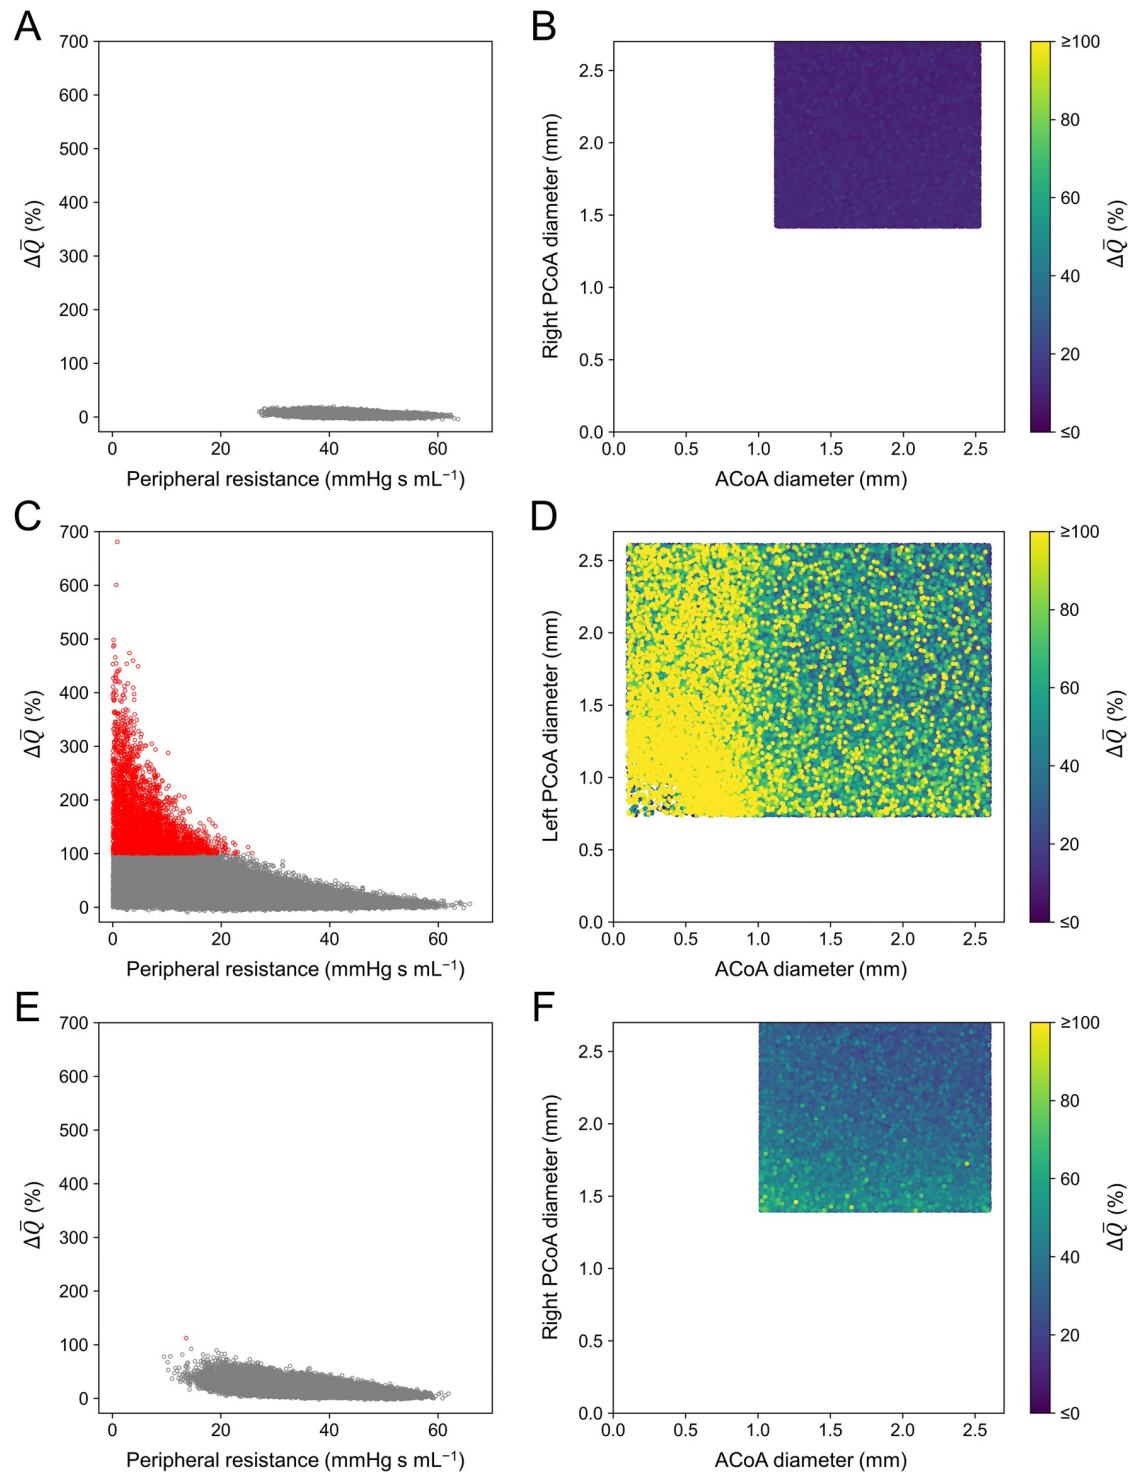 A
700
600
500
400
300
200
100
0
ΔQ̄ (%)
0 20 40 60
Peripheral resistance (mmHg s mL⁻¹)
B
2.5
2.0
1.5
1.0
0.5
0.0
Right PCoA diameter (mm)
0.0 0.5 1.0 1.5 2.0 2.5
ACoA diameter (mm)
≥100
80
60
40
20
≤0
ΔQ̄ (%)
C
700
600
500
400
300
200
100
0
ΔQ̄ (%)
0 20 40 60
Peripheral resistance (mmHg s mL⁻¹)
D
2.5
2.0
1.5
1.0
0.5
0.0
Left PCoA diameter (mm)
0.0 0.5 1.0 1.5 2.0 2.5
ACoA diameter (mm)
≥100
80
60
40
20
≤0
ΔQ̄ (%)
E
700
600
500
400
300
200
100
0
ΔQ̄ (%)
0 20 40 60
Peripheral resistance (mmHg s mL⁻¹)
F
2.5
2.0
1.5
1.0
0.5
0.0
Right PCoA diameter (mm)
0.0 0.5 1.0 1.5 2.0 2.5
ACoA diameter (mm)
≥100
80
60
40
20
≤0
ΔQ̄ (%)